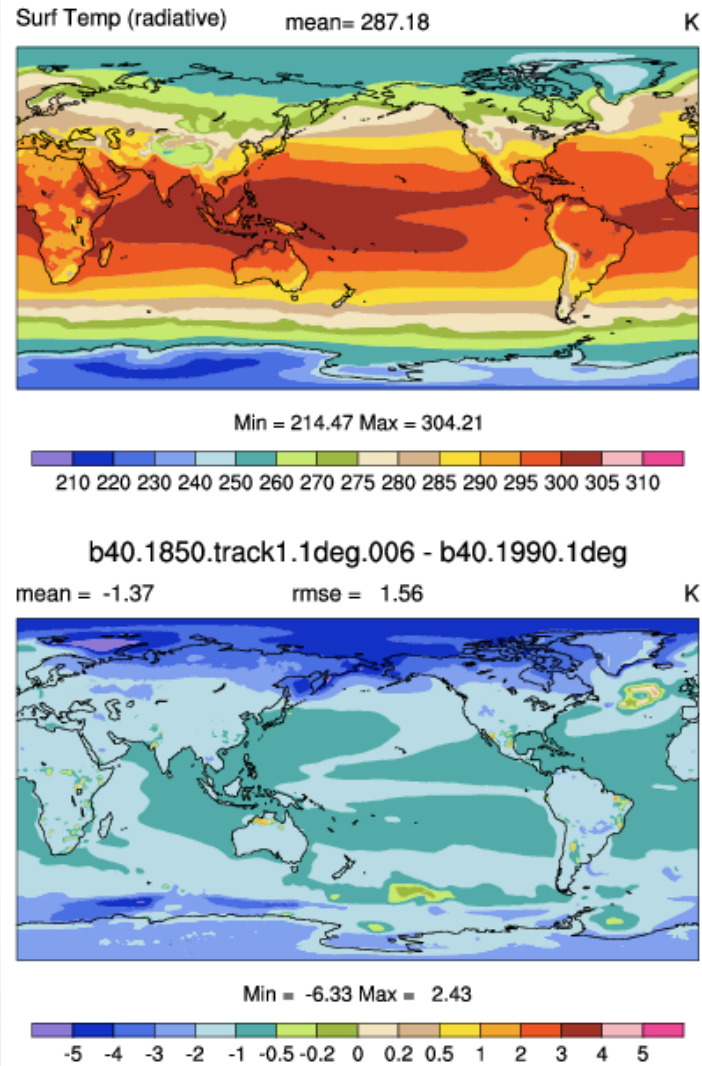 Surf Temp (radiative) mean= 287.18 K
Min = 214.47 Max = 304.21
210 220 230 240 250 260 270 275 280 285 290 295 300 305 310
b40.1850.track1.1deg.006 - b40.1990.1deg
mean = -1.37 rmse = 1.56 K
Min = -6.33 Max = 2.43
-5 -4 -3 -2 -1 -0.5 -0.2 0 0.2 0.5 1 2 3 4 5